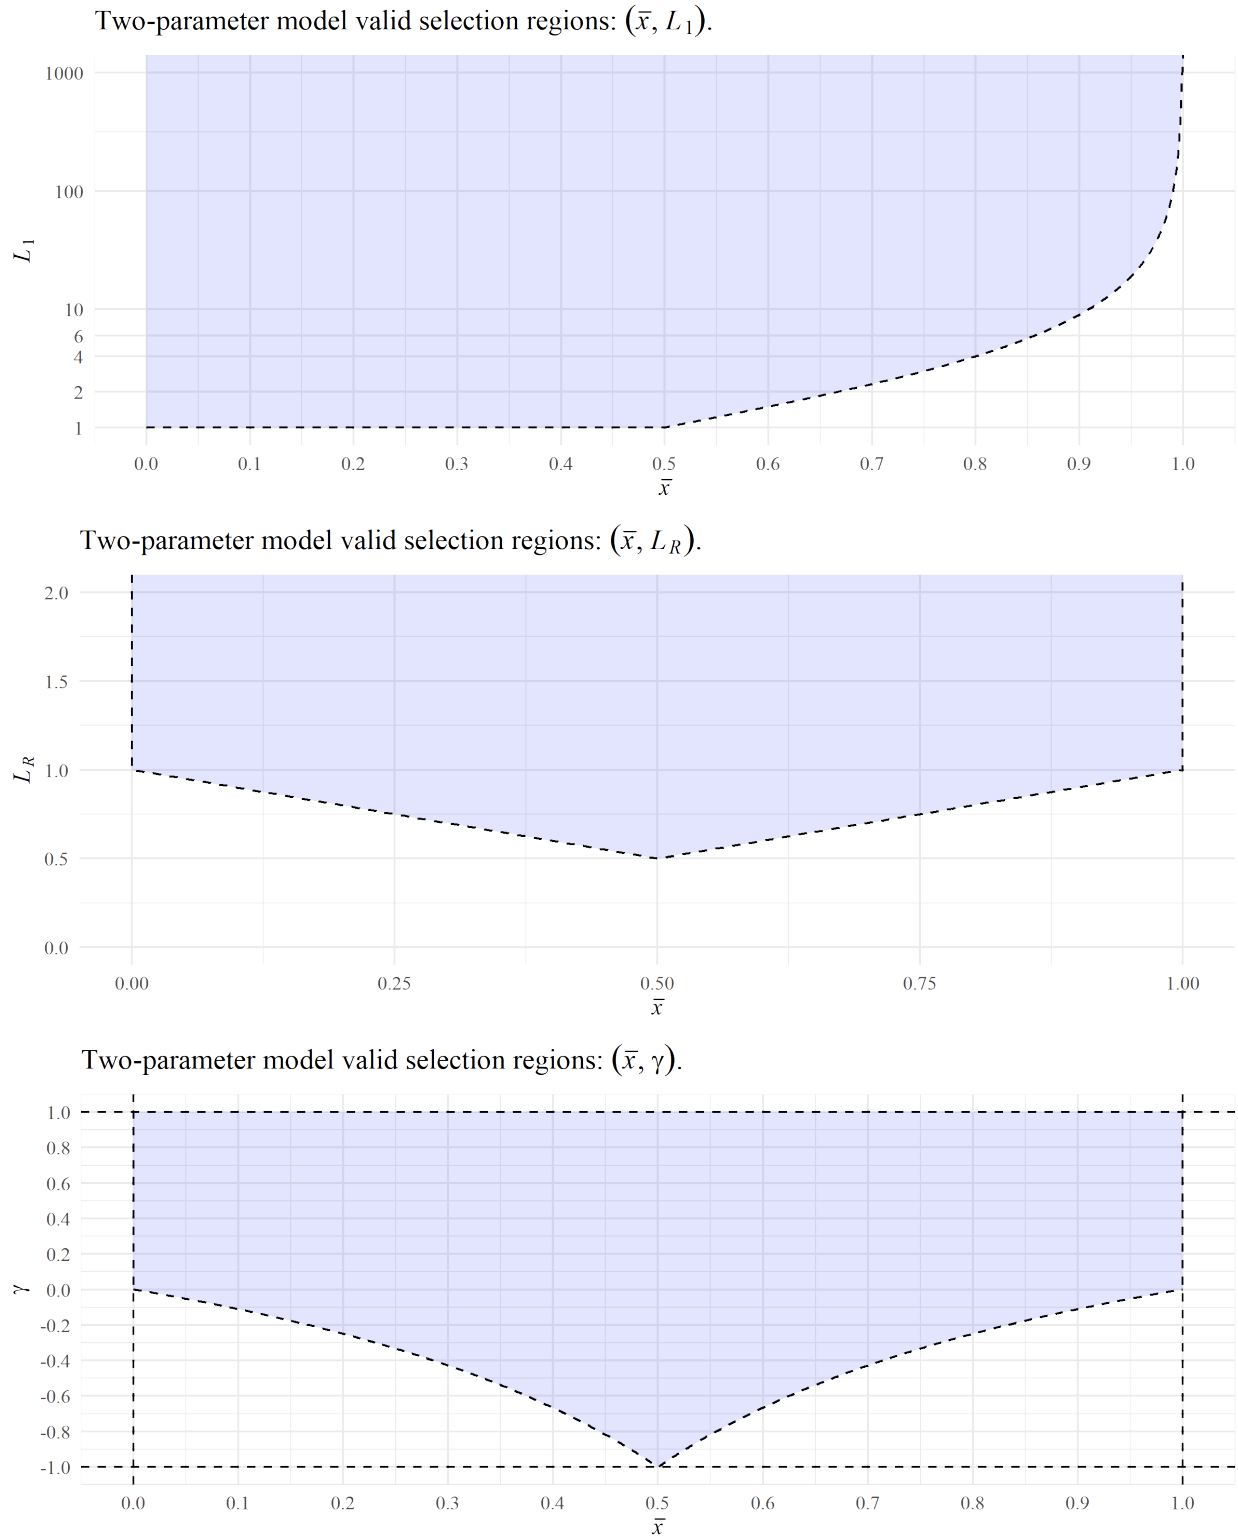 Two-parameter model valid selection regions: (x̄, L₁).
1000
100
10
6
4
2
1
L₁
0.0 0.1 0.2 0.3 0.4 0.5 0.6 0.7 0.8 0.9 1.0
x̄
Two-parameter model valid selection regions: (x̄, L_R).
2.0
1.5
1.0
0.5
0.0
L_R
0.00 0.25 0.50 0.75 1.00
x̄
Two-parameter model valid selection regions: (x̄, γ).
1.0
0.8
0.6
0.4
0.2
0.0
-0.2
-0.4
-0.6
-0.8
-1.0
γ
0.0 0.1 0.2 0.3 0.4 0.5 0.6 0.7 0.8 0.9 1.0
x̄